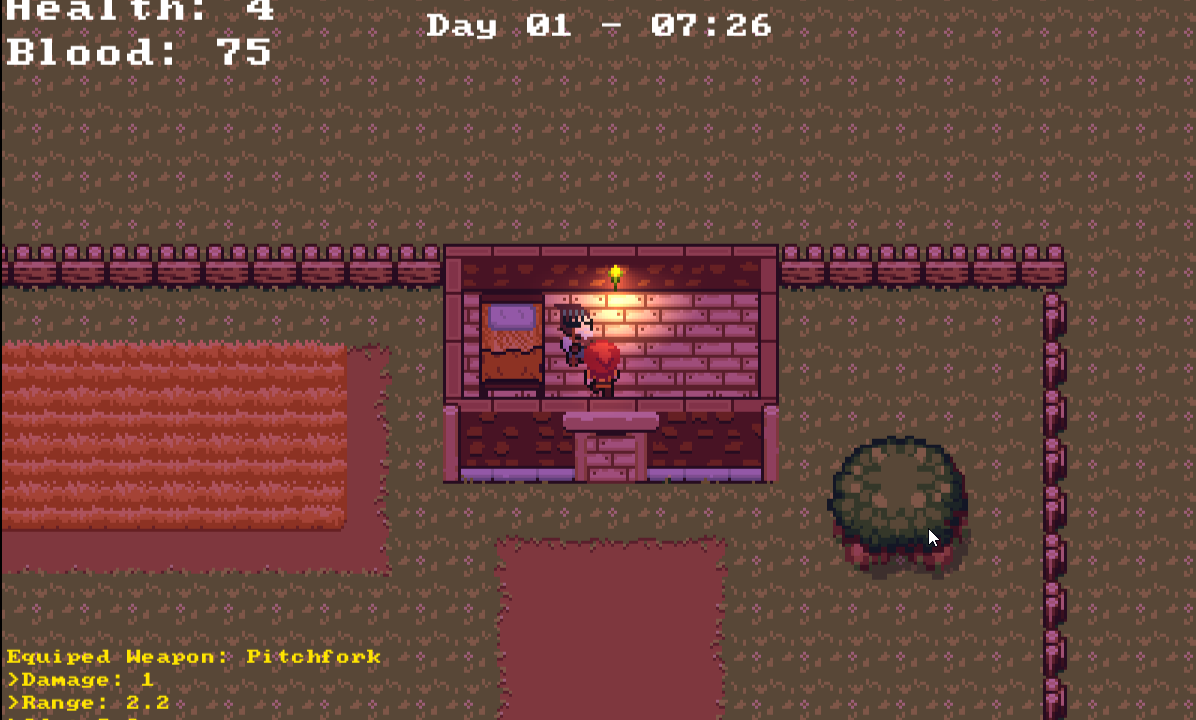 Health: 4
Day 01 - 07:26
Blood: 75
Equiped Weapon: Pitchfork
>Damage: 1
>Range: 2.2